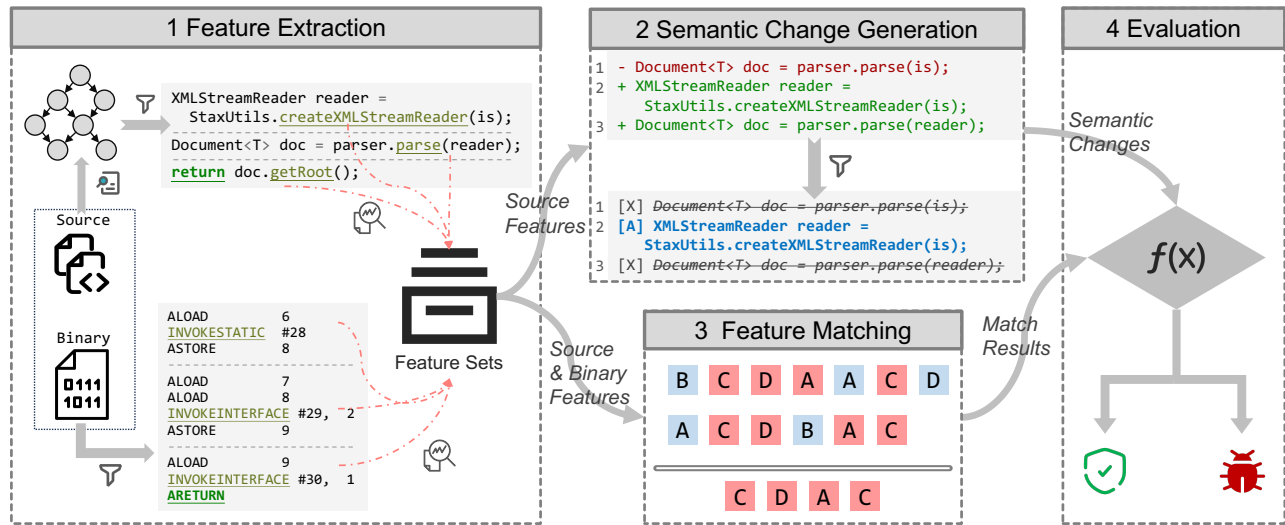 1 Feature Extraction
XMLStreamReader reader =
StaxUtils.createXMLStreamReader(is);
Document<T> doc = parser.parse(reader);
return doc.getRoot();
Source
Binary
0111
1011
ALOAD 6
INVOKESTATIC #28
ASTORE 8
ALOAD 7
ALOAD 8
INVOKEINTERFACE #29, 2
ASTORE 9
ALOAD 9
INVOKEINTERFACE #30, 1
ARETURN
Feature Sets
Source
Features
Source
& Binary
Features
2 Semantic Change Generation
1 - Document<T> doc = parser.parse(is);
2 + XMLStreamReader reader =
StaxUtils.createXMLStreamReader(is);
3 + Document<T> doc = parser.parse(reader);
1 [X] Document<T> doc = parser.parse(is);
2 [A] XMLStreamReader reader =
StaxUtils.createXMLStreamReader(is);
3 [X] Document<T> doc = parser.parse(reader);
3 Feature Matching
B C D A A C D
A C D B A C
C D A C
Semantic
Changes
Match
Results
4 Evaluation
f(x)